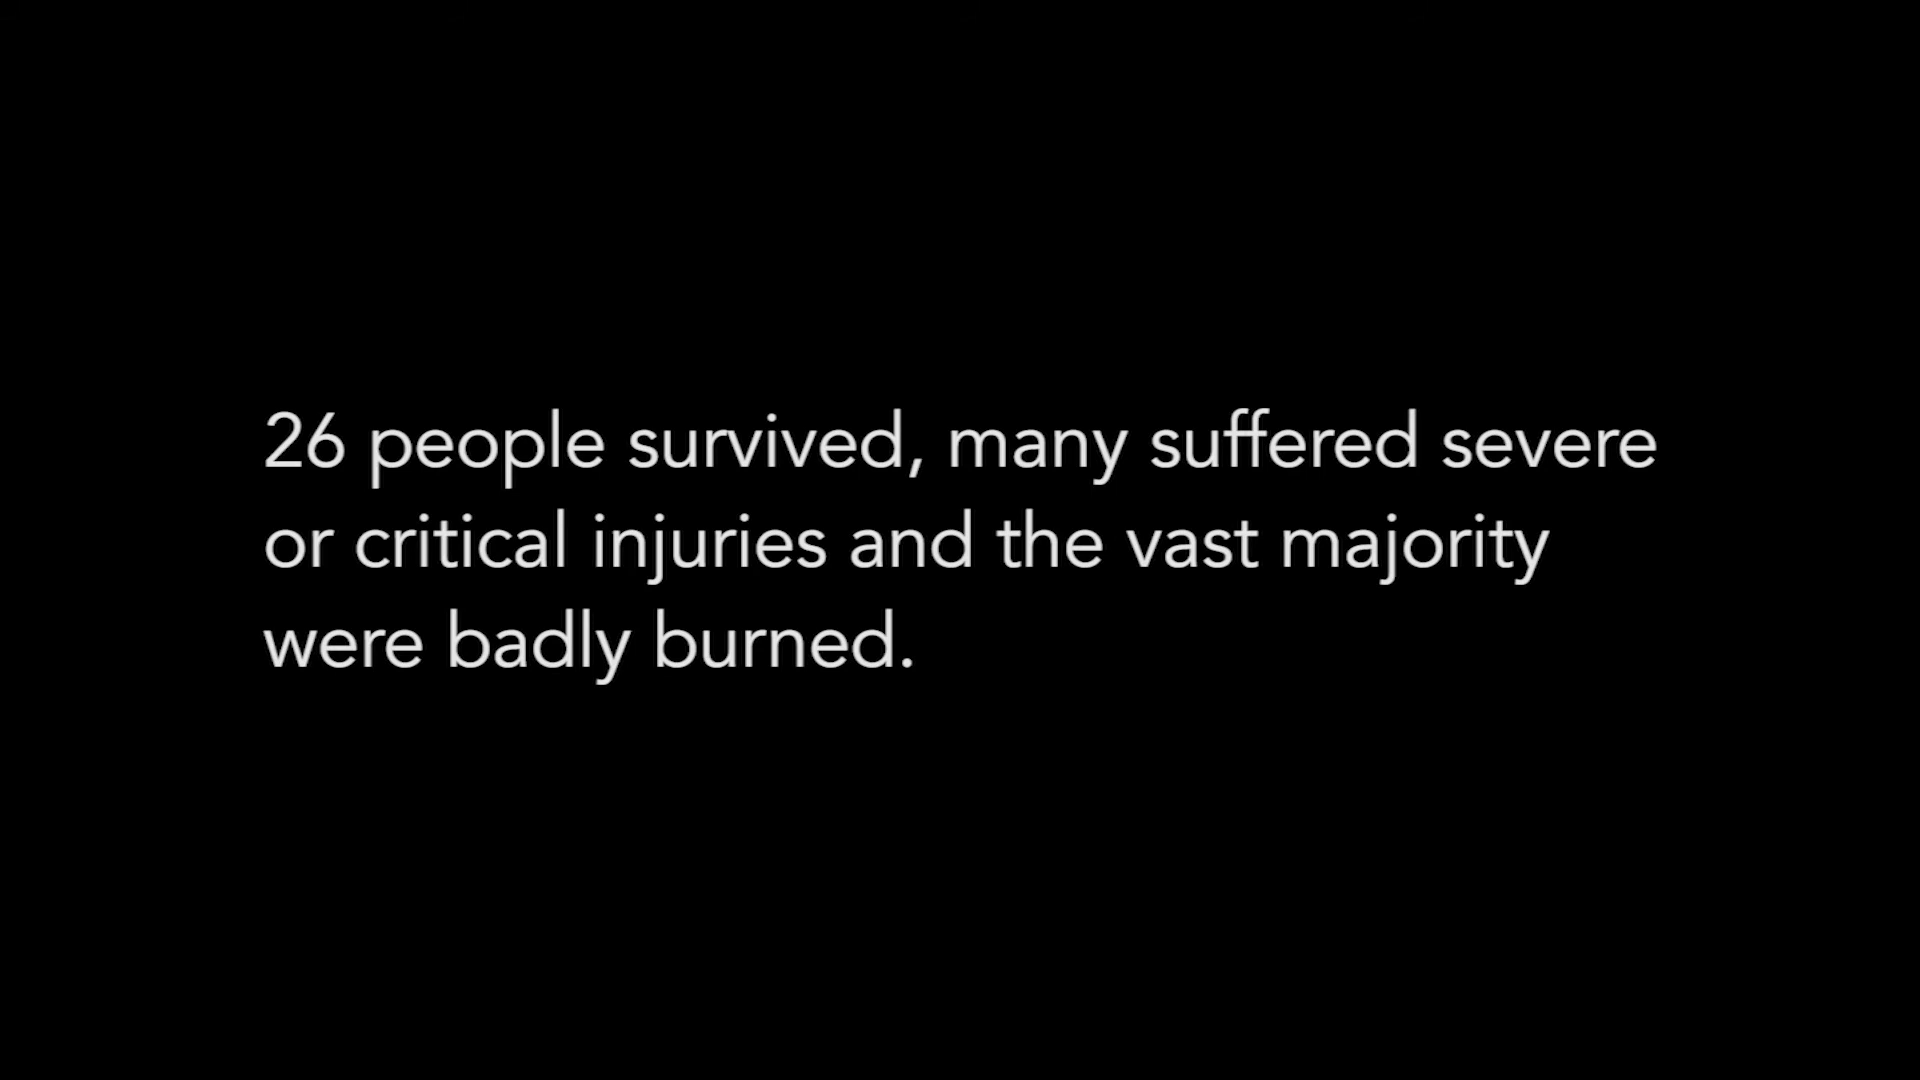 26 people survived, many suffered severe
or critical injuries and the vast majority
were badly burned.